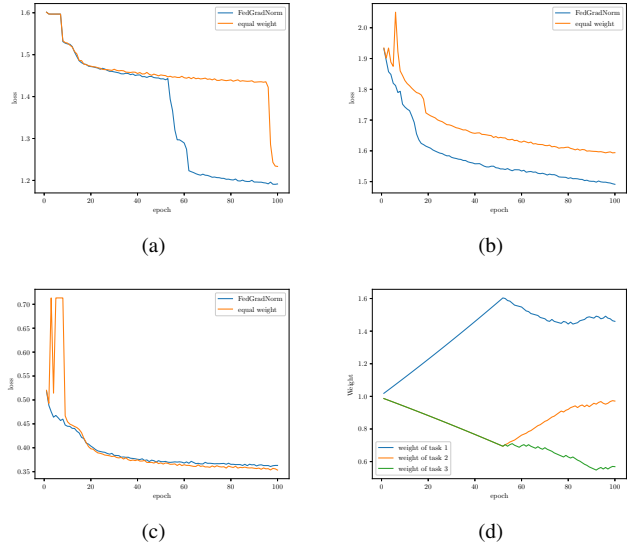 FedGradNorm
equal weight
1.6
1.5
1.4
1.3
1.2
loss
0 20 40 60 80 100
epoch
(a)
FedGradNorm
equal weight
2.0
1.9
1.8
1.7
1.6
1.5
loss
0 20 40 60 80 100
epoch
(b)
FedGradNorm
equal weight
0.70
0.65
0.60
0.55
0.50
0.45
0.40
0.35
loss
0 20 40 60 80 100
epoch
(c)
1.6
1.4
1.2
1.0
0.8
0.6
Weight
weight of task 1
weight of task 2
weight of task 3
0 20 40 60 80 100
epoch
(d)